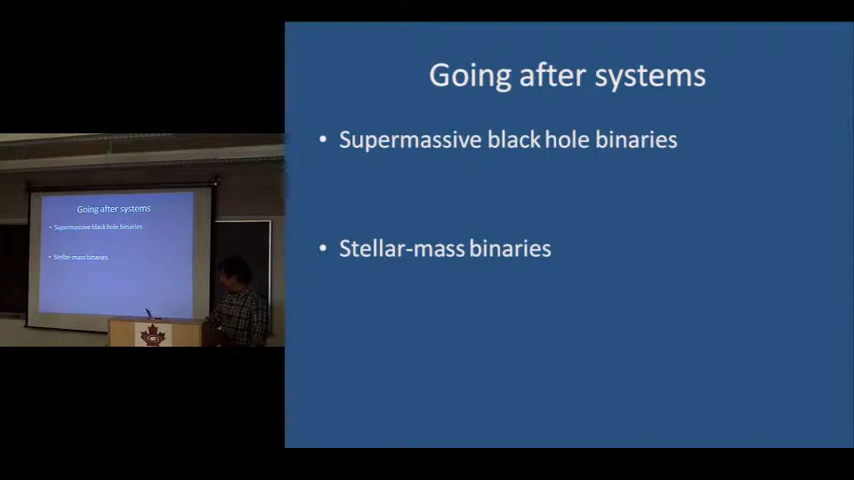 Going after systems
• Supermassive black hole binaries
• Stellar-mass binaries
Going after systems
• Supermassive black hole binaries
• Stellar-mass binaries